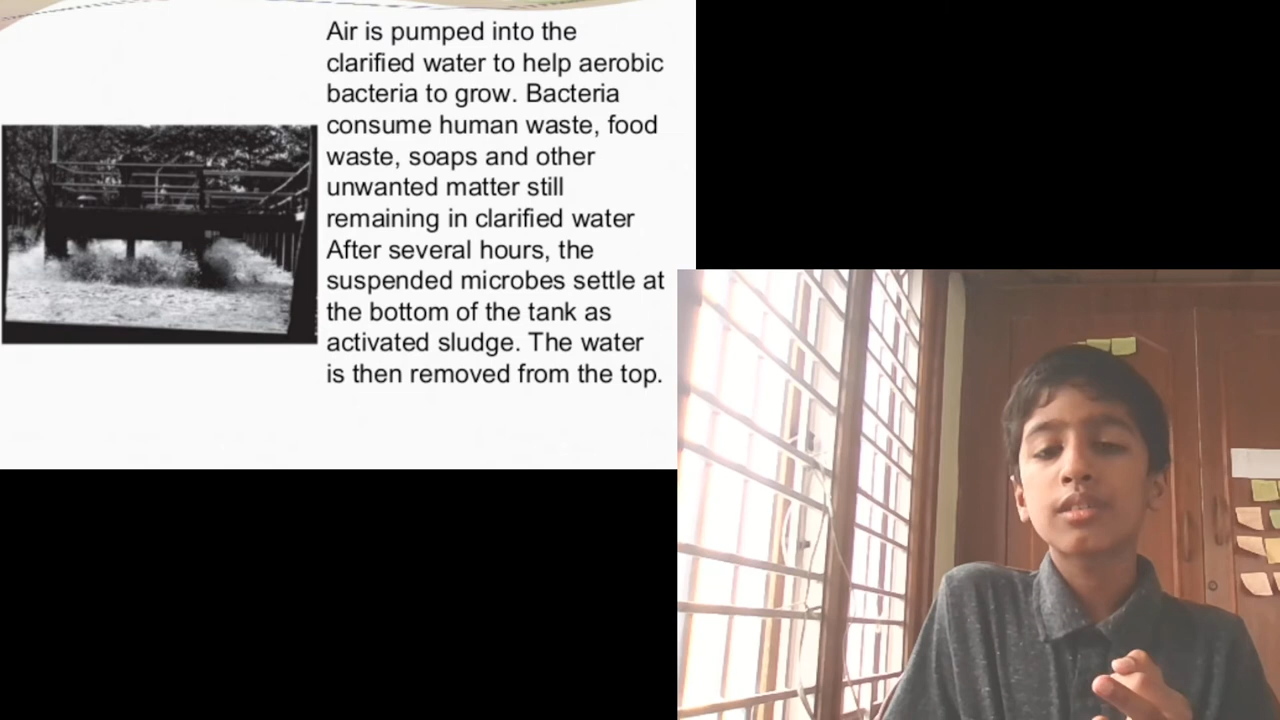 Air is pumped into the
clarified water to help aerobic
bacteria to grow. Bacteria
consume human waste, food
waste, soaps and other
unwanted matter still
remaining in clarified water
After several hours, the
suspended microbes settle at
the bottom of the tank as
activated sludge. The water
is then removed from the top.